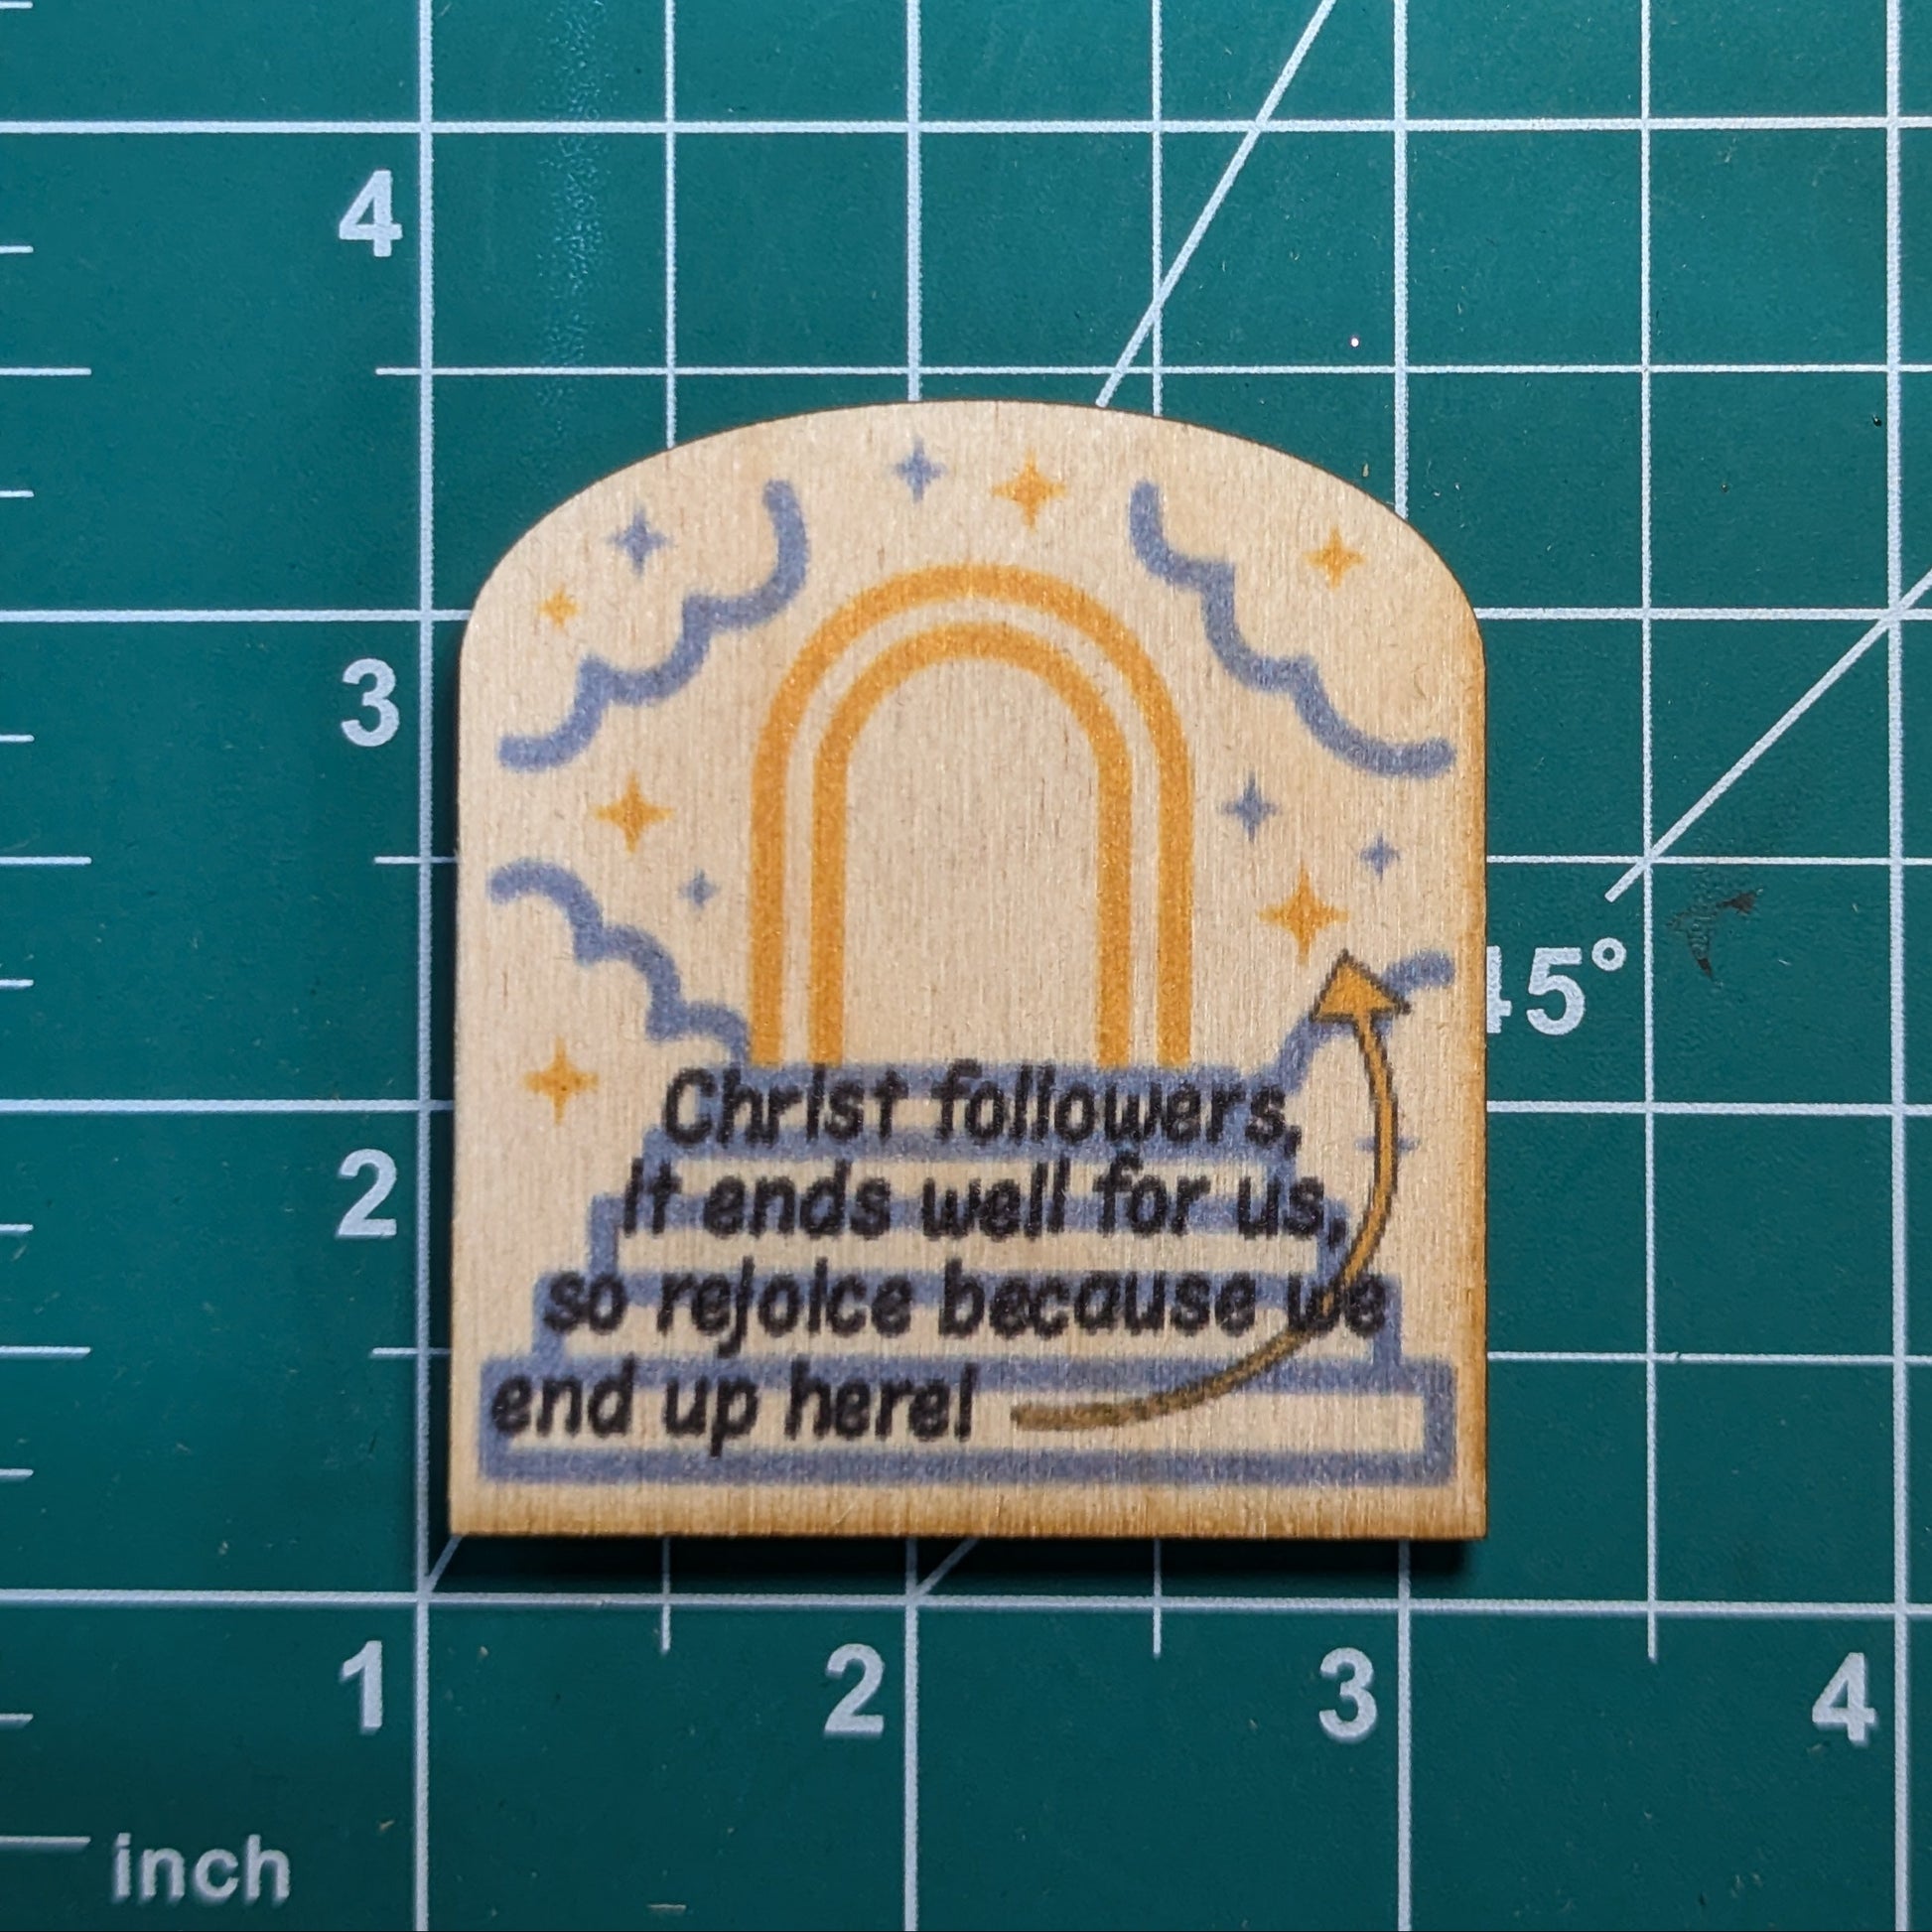 4
3
45°
Christ followers,
it ends well for us,
2
so rejoice because we
end up here!
1
2
3
4
inch